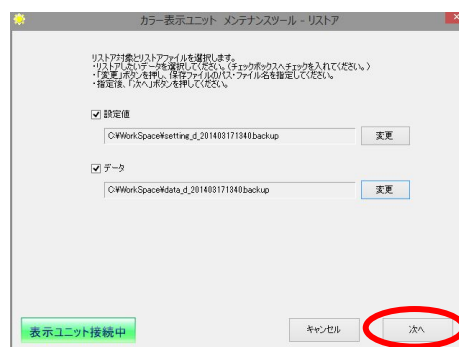 カラー表示ユニット メンテナンスツール - リストア
リストア対象とリストアファイルを選択します。
・リストアしたいデータを選択してください。(チェックボックスへチェックを入れてください。)
・「変更」ボタンを押し、保存ファイルのパス・ファイル名を指定してください。
・指定後、「次へ」ボタンを押してください。
設定値
C:¥WorkSpace¥setting_d_201403171340.backup
変更
データ
C:¥WorkSpace¥data_d_201403171340.backup
変更
表示ユニット接続中
キャンセル
次へ